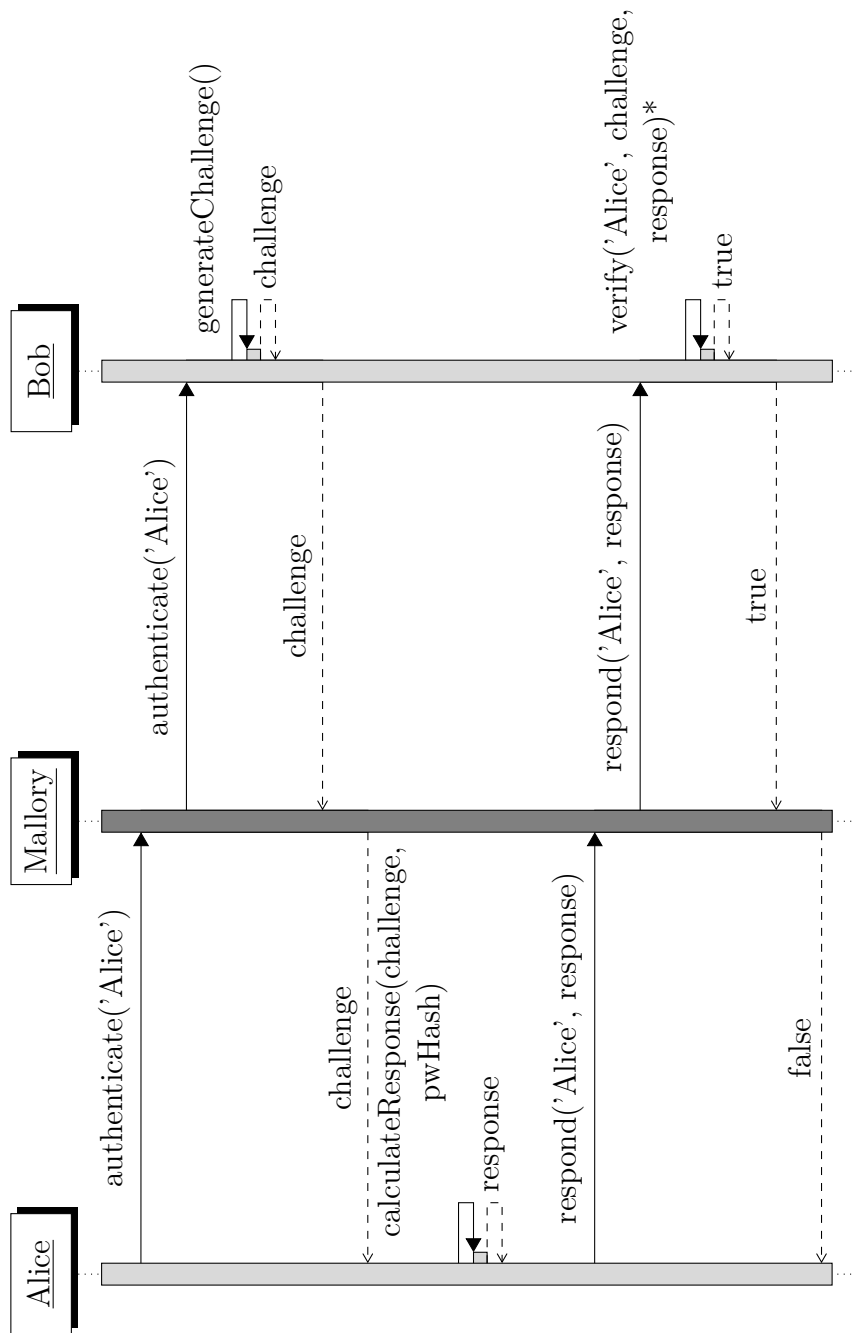 Alice
Mallory
Bob
authenticate('Alice')
authenticate('Alice')
generateChallenge()
challenge
challenge
challenge
calculateResponse(challenge,
pwHash)
response
respond('Alice', response)
respond('Alice', response)
verify('Alice', challenge,
response)*
true
true
false